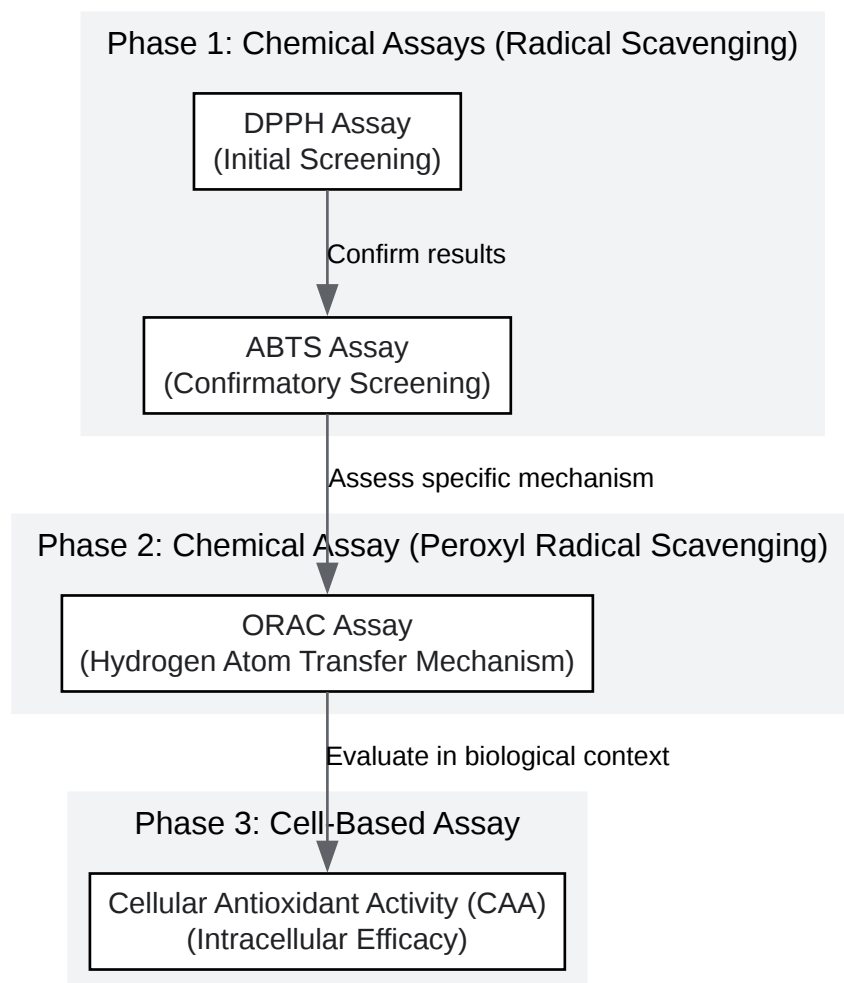 Phase 1: Chemical Assays (Radical Scavenging)
DPPH Assay
(Initial Screening)
Confirm results
ABTS Assay
(Confirmatory Screening)
Assess specific mechanism
Phase 2: Chemical Assay (Peroxyl Radical Scavenging)
ORAC Assay
(Hydrogen Atom Transfer Mechanism)
Evaluate in biological context
Phase 3: Cell-Based Assay
Cellular Antioxidant Activity (CAA)
(Intracellular Efficacy)